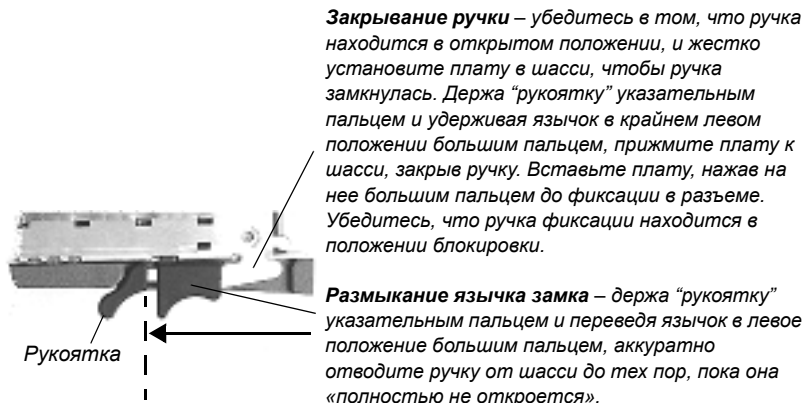 Закрывание ручки – убедитесь в том, что ручка
находится в открытом положении, и жестко
установите плату в шасси, чтобы ручка
замкнулась. Держа “рукоятку” указательным
пальцем и удерживая язычок в крайнем левом
положении большим пальцем, прижмите плату к
шасси, закрыв ручку. Вставьте плату, нажав на
нее большим пальцем до фиксации в разъеме.
Убедитесь, что ручка фиксации находится в
положении блокировки.
Размыкание язычка замка – держа “рукоятку”
указательным пальцем и переведя язычок в левое
положение большим пальцем, аккуратно
отводите ручку от шасси до тех пор, пока она
«полностью не откроется».
Рукоятка